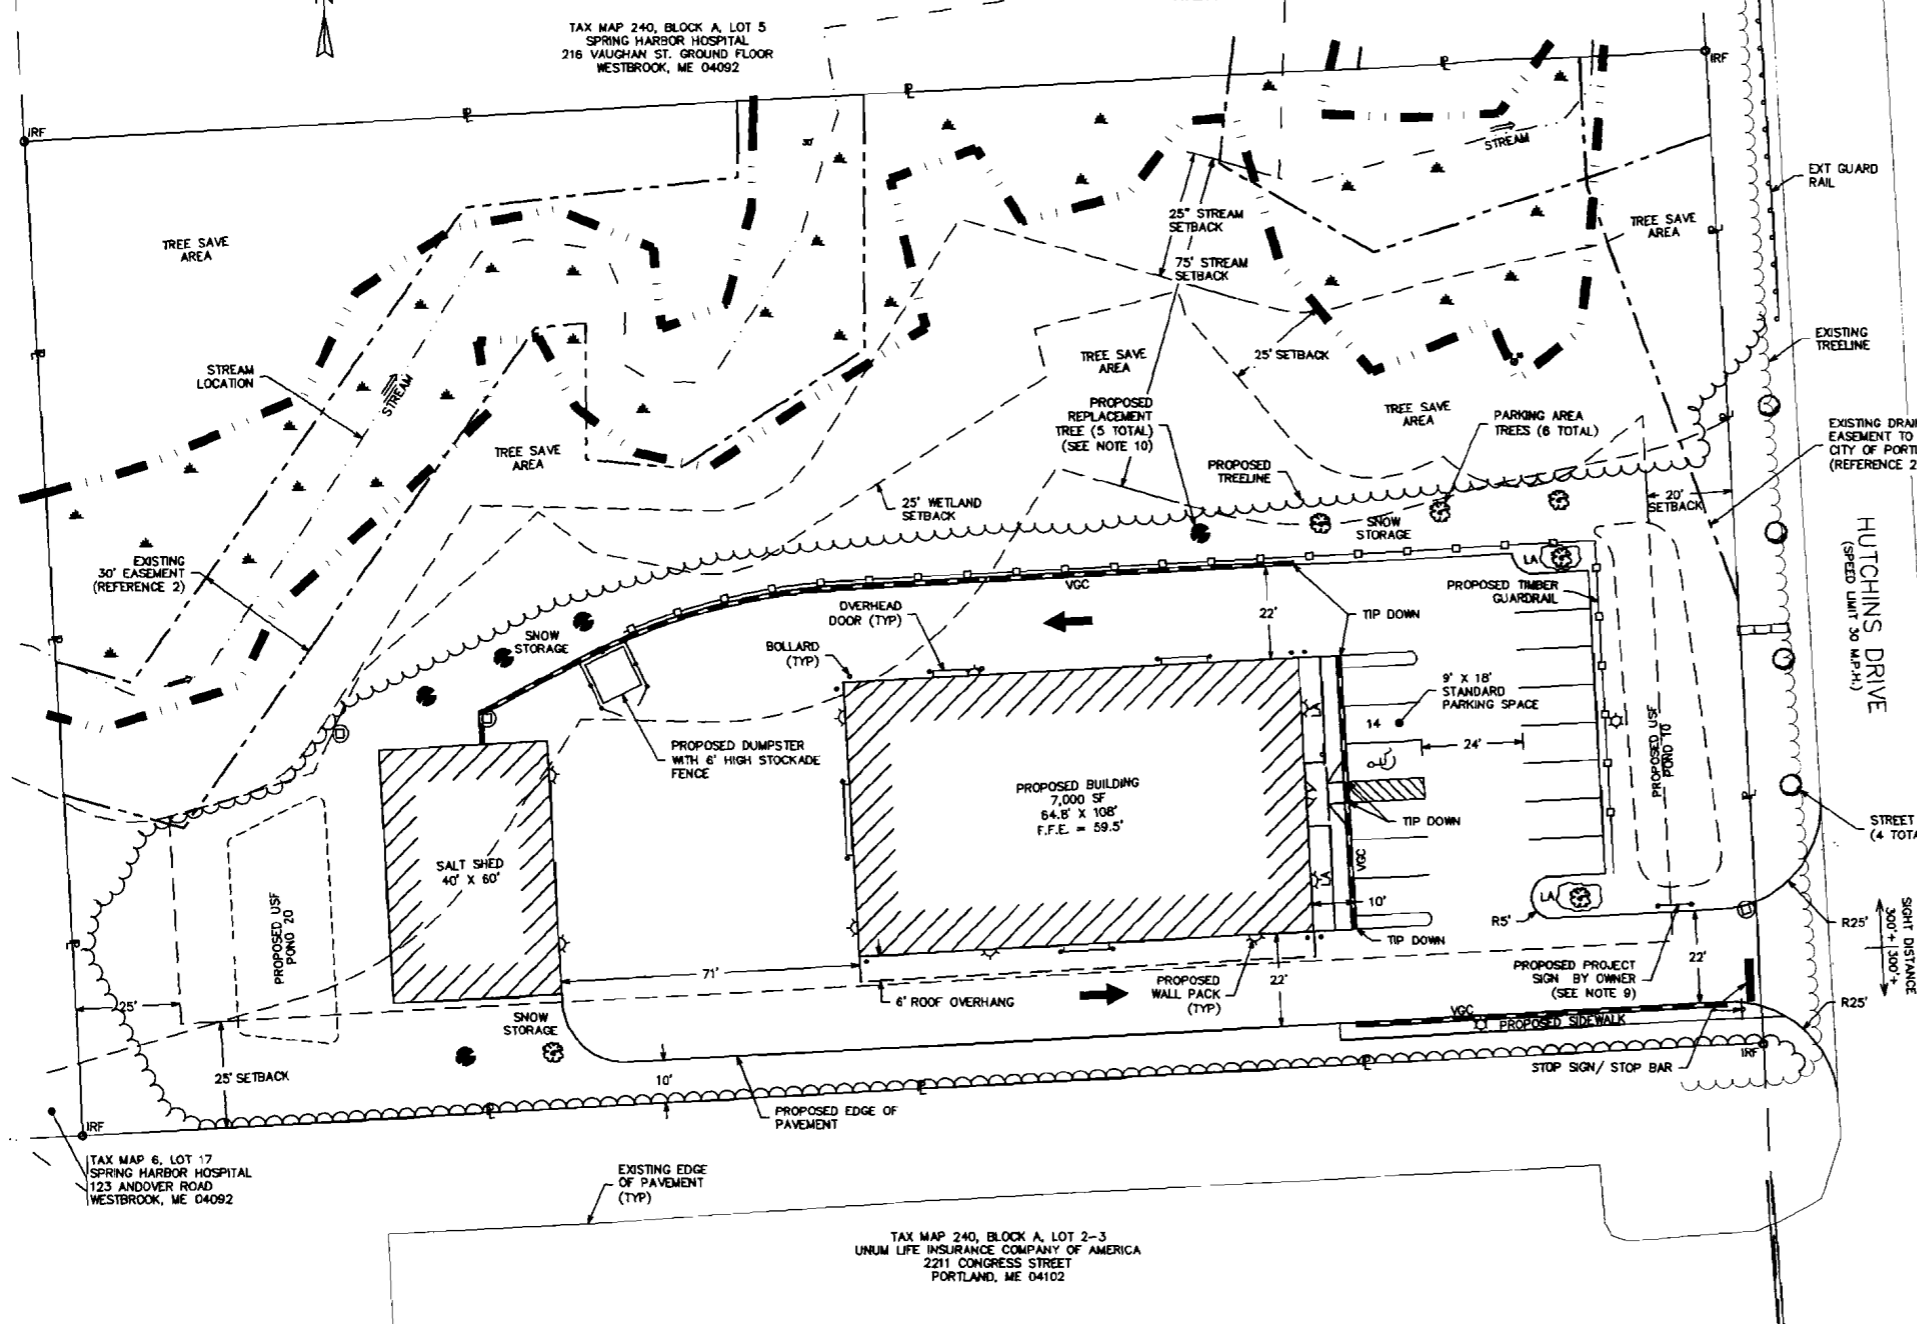 TAX MAP 240, BLOCK A, LOT 5
SPRING HARBOR HOSPITAL
216 VAUGHAN ST. GROUND FLOOR
WESTBROOK, ME 04092
IRF
IRF
30'
STREAM
EXT GUARD
RAIL
TREE SAVE
AREA
25" STREAM
SETBACK
TREE SAVE
AREA
75' STREAM
SETBACK
EXISTING
TREELINE
STREAM
LOCATION
STREAM
TREE SAVE
AREA
25' SETBACK
PROPOSED
REPLACEMENT
TREE (5 TOTAL)
(SEE NOTE 10)
TREE SAVE
AREA
PARKING AREA
TREES (6 TOTAL)
EXISTING DRAI
EASEMENT TO
CITY OF PORT
(REFERENCE 2
TREE SAVE
AREA
PROPOSED
TREELINE
25' WETLAND
SETBACK
20'
SETBACK
SNOW
STORAGE
HUTCHINS DRIVE
(SPEED LIMIT 30 M.P.H.)
EXISTING
30' EASEMENT
(REFERENCE 2)
VGC
LA
PROPOSED TIMBER
GUARDRAIL
OVERHEAD
DOOR (TYP)
22'
TIP DOWN
SNOW
STORAGE
BOLLARD
(TYP)
9' X 18'
STANDARD
PARKING SPACE
14
24'
LA
PROPOSED USF
POND 10
PROPOSED DUMPSTER
WITH 6' HIGH STOCKADE
FENCE
PROPOSED BUILDING
7,000 SF
64.8' X 108'
F.F.E. = 59.5'
TIP DOWN
STREET
(4 TOTA
SALT SHED
40' X 60'
VGC
LA
10'
LA
R5'
R25'
SIGHT DISTANCE
300'+ 300'+
PROPOSED USF
POND 20
TIP DOWN
71'
22'
PROPOSED
WALL PACK
(TYP)
PROPOSED PROJECT
SIGN BY OWNER
(SEE NOTE 9)
22'
6' ROOF OVERHANG
25'
R25'
SNOW
STORAGE
VGC
PROPOSED SIDEWALK
IRF
STOP SIGN/ STOP BAR
25' SETBACK
10'
PROPOSED EDGE OF
PAVEMENT
IRF
TAX MAP 6, LOT 17
SPRING HARBOR HOSPITAL
123 ANDOVER ROAD
WESTBROOK, ME 04092
EXISTING EDGE
OF PAVEMENT
(TYP)
TAX MAP 240, BLOCK A, LOT 2-3
UNUM LIFE INSURANCE COMPANY OF AMERICA
2211 CONGRESS STREET
PORTLAND, ME 04102